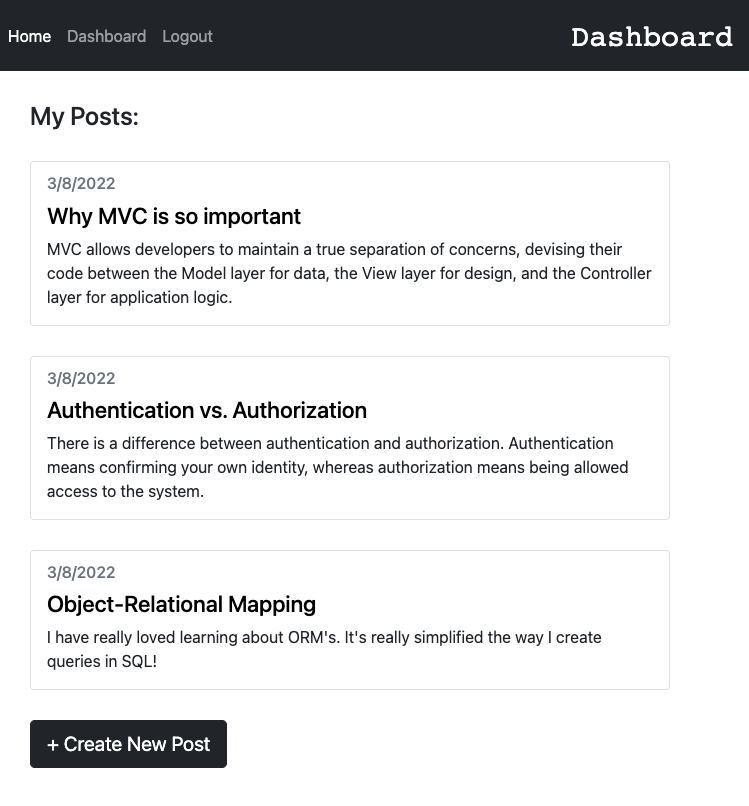 Home Dashboard Logout Dashboard
My Posts:
3/8/2022
Why MVC is so important
MVC allows developers to maintain a true separation of concerns, devising their
code between the Model layer for data, the View layer for design, and the Controller
layer for application logic.
3/8/2022
Authentication vs. Authorization
There is a difference between authentication and authorization. Authentication
means confirming your own identity, whereas authorization means being allowed
access to the system.
3/8/2022
Object-Relational Mapping
I have really loved learning about ORM's. It's really simplified the way I create
queries in SQL!
+ Create New Post